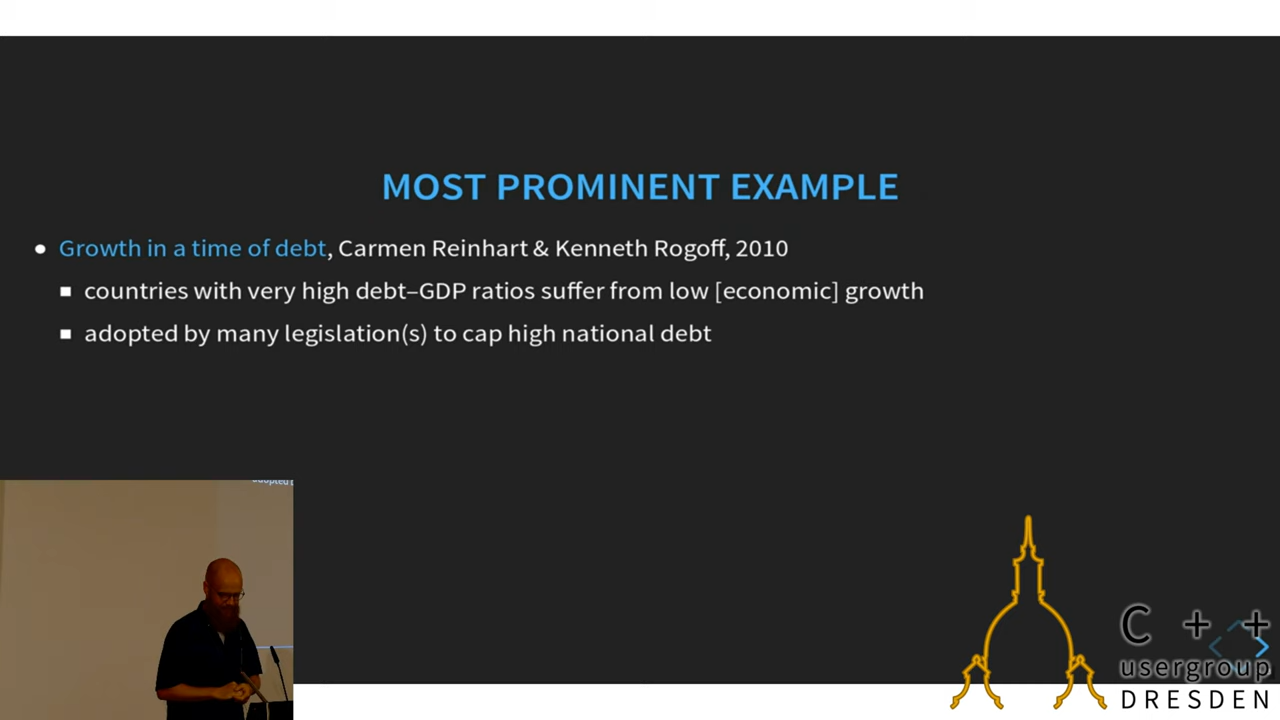 MOST PROMINENT EXAMPLE
Growth in a time of debt, Carmen Reinhart & Kenneth Rogoff, 2010
countries with very high debt–GDP ratios suffer from low [economic] growth
adopted by many legislation(s) to cap high national debt
adopted
C++
usergroup
DRESDEN